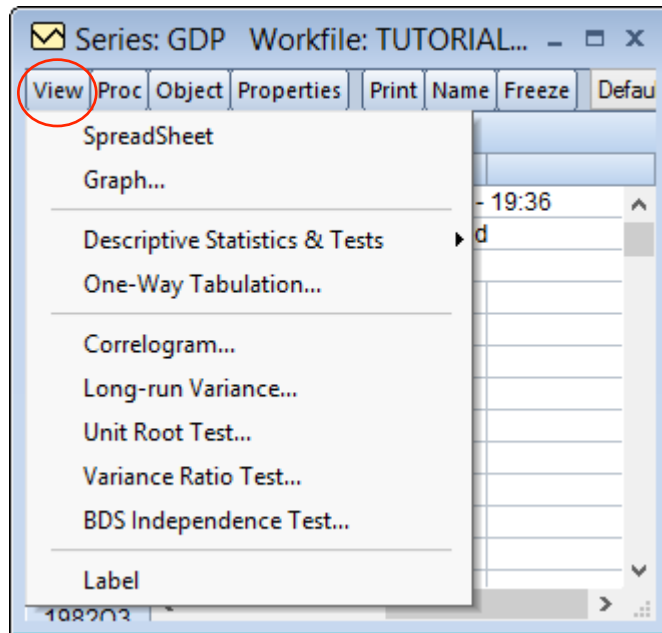 Series: GDP Workfile: TUTORIAL...
View Proc Object Properties Print Name Freeze Defau
SpreadSheet
Graph...
- 19:36
Descriptive Statistics & Tests
d
One-Way Tabulation...
Correlogram...
Long-run Variance...
Unit Root Test...
Variance Ratio Test...
BDS Independence Test...
Label
1982Q3